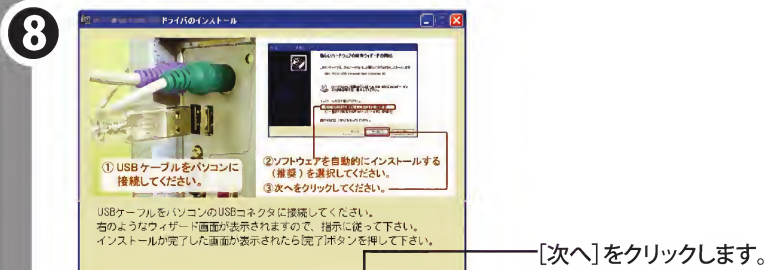 8
ドライバのインストール
① USBケーブルをパソコンに
接続してください。
②ソフトウェアを自動的にインストールする
(推奨)を選択してください。
③次へをクリックしてください。
USBケーブルをパソコンのUSBコネクタに接続してください。
右のようなウィザード画面が表示されますので、指示に従って下さい。
インストールが完了した画面が表示されたら[完了]ボタンを押して下さい。
[次へ]をクリックします。